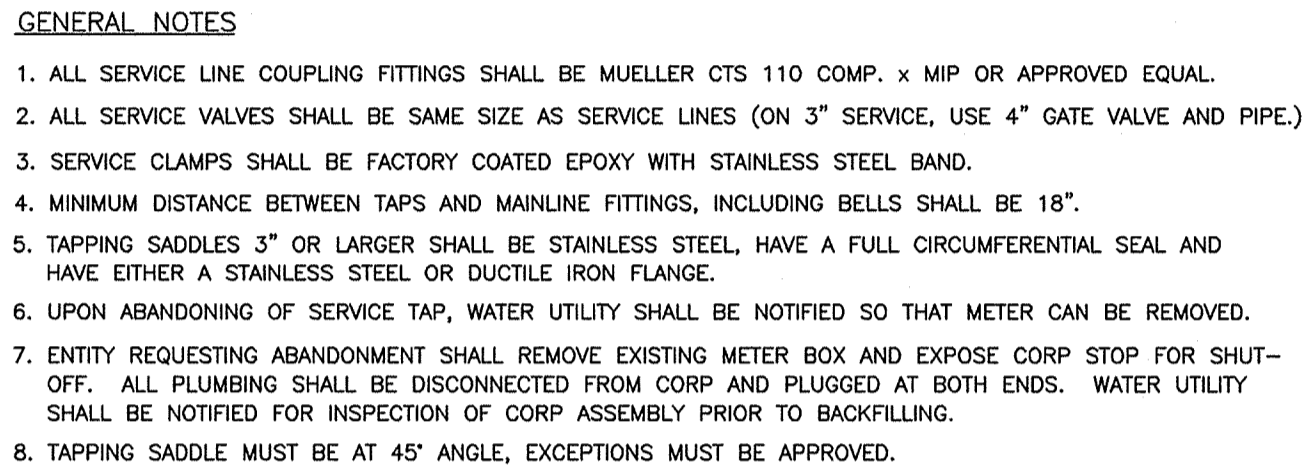 GENERAL NOTES
1. ALL SERVICE LINE COUPLING FITTINGS SHALL BE MUELLER CTS 110 COMP. x MIP OR APPROVED EQUAL.
2. ALL SERVICE VALVES SHALL BE SAME SIZE AS SERVICE LINES (ON 3" SERVICE, USE 4" GATE VALVE AND PIPE.)
3. SERVICE CLAMPS SHALL BE FACTORY COATED EPOXY WITH STAINLESS STEEL BAND.
4. MINIMUM DISTANCE BETWEEN TAPS AND MAINLINE FITTINGS, INCLUDING BELLS SHALL BE 18".
5. TAPPING SADDLES 3" OR LARGER SHALL BE STAINLESS STEEL, HAVE A FULL CIRCUMFERENTIAL SEAL AND
HAVE EITHER A STAINLESS STEEL OR DUCTILE IRON FLANGE.
6. UPON ABANDONING OF SERVICE TAP, WATER UTILITY SHALL BE NOTIFIED SO THAT METER CAN BE REMOVED.
7. ENTITY REQUESTING ABANDONMENT SHALL REMOVE EXISTING METER BOX AND EXPOSE CORP STOP FOR SHUT-
OFF. ALL PLUMBING SHALL BE DISCONNECTED FROM CORP AND PLUGGED AT BOTH ENDS. WATER UTILITY
SHALL BE NOTIFIED FOR INSPECTION OF CORP ASSEMBLY PRIOR TO BACKFILLING.
8. TAPPING SADDLE MUST BE AT 45° ANGLE, EXCEPTIONS MUST BE APPROVED.